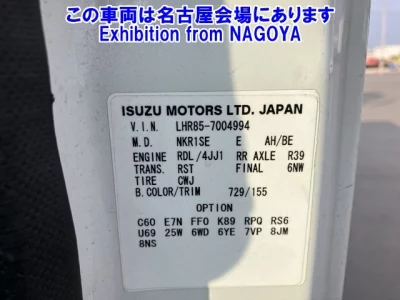 この車両は名古屋会場にあります
Exhibition from NAGOYA
ISUZU MOTORS LTD. JAPAN
V.I.N. LHR85-7004994
M.D. NKR1SE E AH/BE
ENGINE RDL/4JJ1 RR AXLE R39
TRANS. RST FINAL 6NW
TIRE CWJ
B.COLOR/TRIM 729/155
OPTION
C60 E7N FF0 K89 RPQ RS6
U69 25W 6WD 6YE 7VP 8JM
8NS